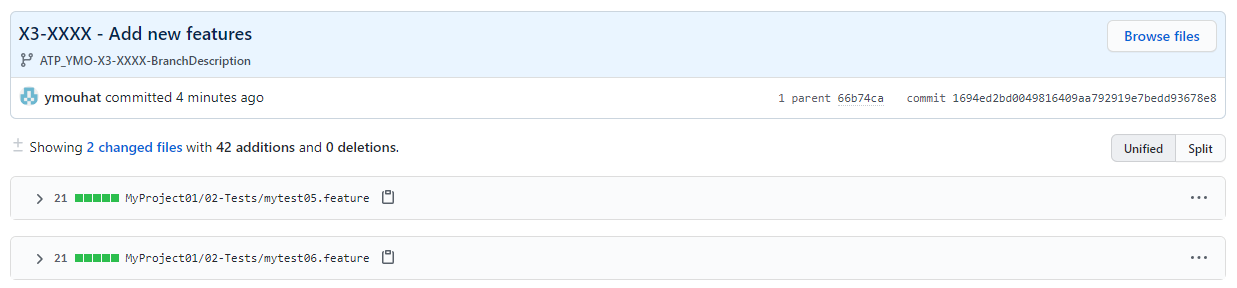 X3-XXXX - Add new features
Browse files
ATP_YMO-X3-XXXX-BranchDescription
ymouhat committed 4 minutes ago
1 parent 66b74ca commit 1694ed2bd0049816409aa792919e7bedd93678e8
Showing 2 changed files with 42 additions and 0 deletions.
Unified Split
21 MyProject01/02-Tests/mytest05.feature
21 MyProject01/02-Tests/mytest06.feature